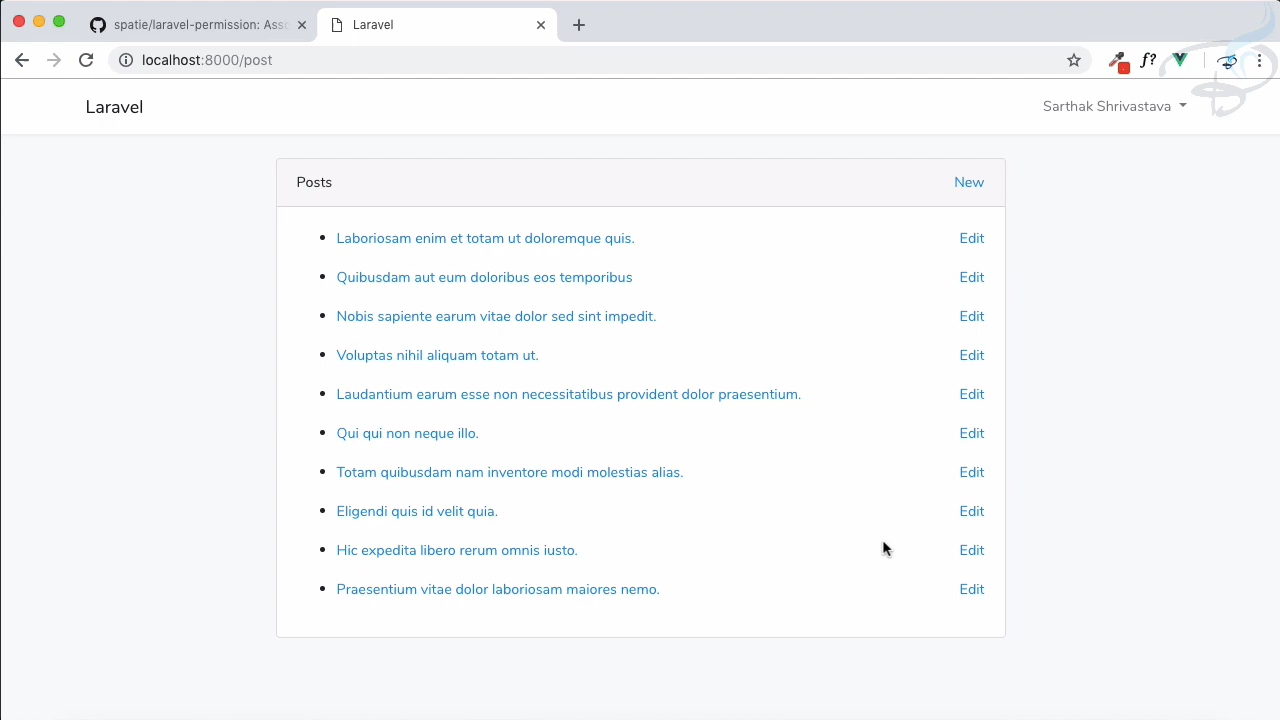 spatie/laravel-permission: Asso
Laravel
localhost:8000/post
f?
Laravel
Sarthak Shrivastava
Posts
New
Laboriosam enim et totam ut doloremque quis.
Edit
Quibusdam aut eum doloribus eos temporibus
Edit
Nobis sapiente earum vitae dolor sed sint impedit.
Edit
Voluptas nihil aliquam totam ut.
Edit
Laudantium earum esse non necessitatibus provident dolor praesentium.
Edit
Qui qui non neque illo.
Edit
Totam quibusdam nam inventore modi molestias alias.
Edit
Eligendi quis id velit quia.
Edit
Hic expedita libero rerum omnis iusto.
Edit
Praesentium vitae dolor laboriosam maiores nemo.
Edit